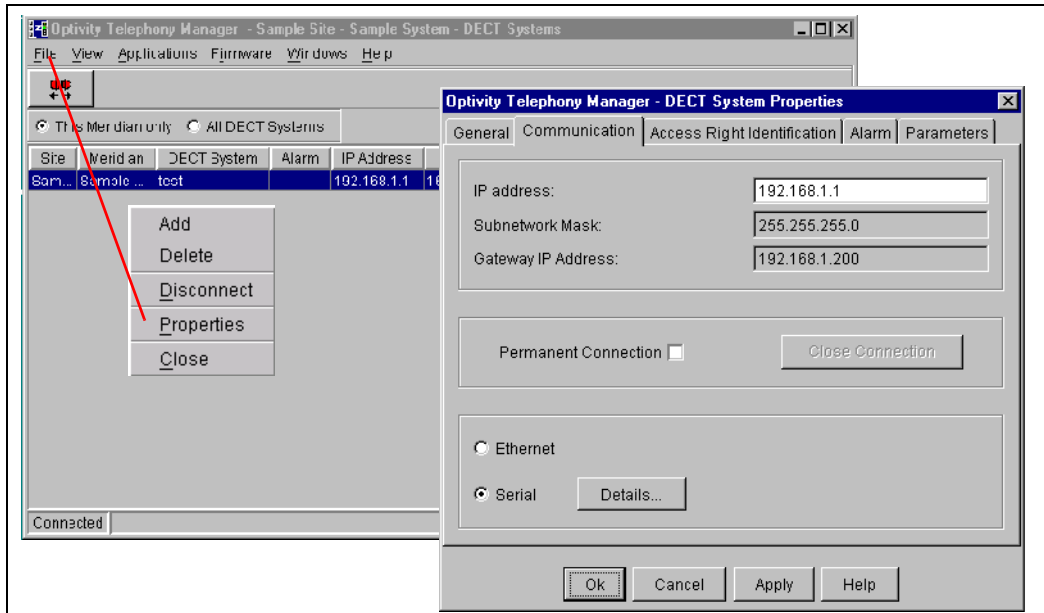 Optivity Telephony Manager - Sample Site - Sample System - DECT Systems
File View Applications Firmware Windows Help
This Meridian only All DECT Systems
Site Meridian DECT System Alarm IP Address
Sam... Sample ... test 192.168.1.1 16
Add
Delete
Disconnect
Properties
Close
Connected
Optivity Telephony Manager - DECT System Properties
General Communication Access Right Identification Alarm Parameters
IP address: 192.168.1.1
Subnetwork Mask: 255.255.255.0
Gateway IP Address: 192.168.1.200
Permanent Connection Close Connection
Ethernet
Serial Details...
Ok Cancel Apply Help